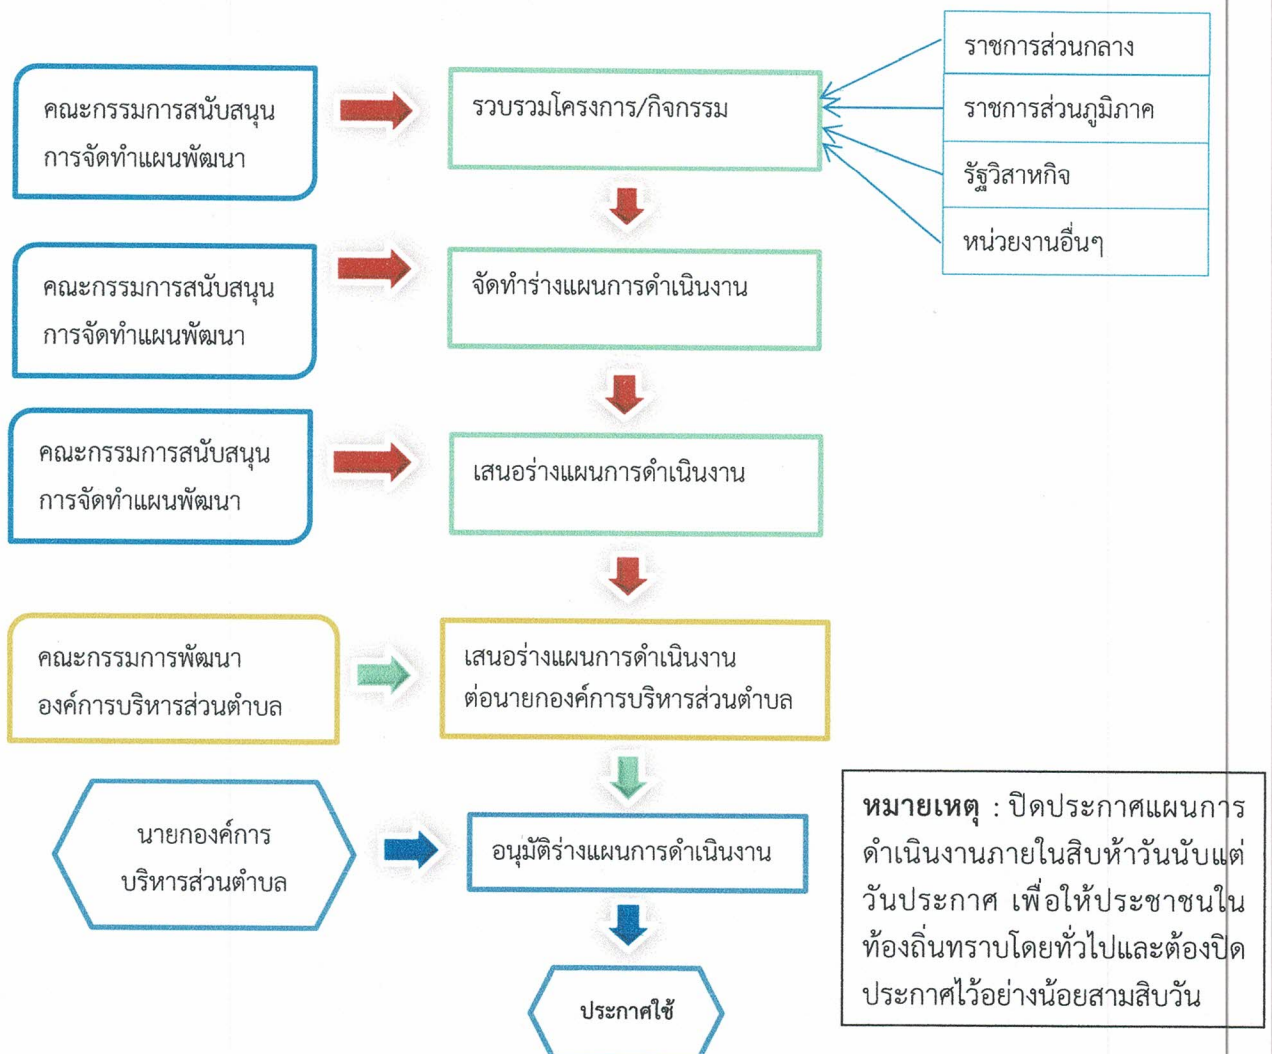 ราชการส่วนกลาง
ราชการส่วนภูมิภาค
รัฐวิสาหกิจ
หน่วยงานอื่นๆ
คณะกรรมการสนับสนุน
การจัดทำแผนพัฒนา
รวบรวมโครงการ/กิจกรรม
คณะกรรมการสนับสนุน
การจัดทำแผนพัฒนา
จัดทำร่างแผนการดำเนินงาน
คณะกรรมการสนับสนุน
การจัดทำแผนพัฒนา
เสนอร่างแผนการดำเนินงาน
คณะกรรมการพัฒนา
องค์การบริหารส่วนตำบล
เสนอร่างแผนการดำเนินงาน
ต่อนายกองค์การบริหารส่วนตำบล
นายกองค์การ
บริหารส่วนตำบล
อนุมัติร่างแผนการดำเนินงาน
ประกาศใช้
หมายเหตุ : ปิดประกาศแผนการ
ดำเนินงานภายในสิบห้าวันนับแต่
วันประกาศ เพื่อให้ประชาชนใน
ท้องถิ่นทราบโดยทั่วไปและต้องปิด
ประกาศไว้อย่างน้อยสามสิบวัน